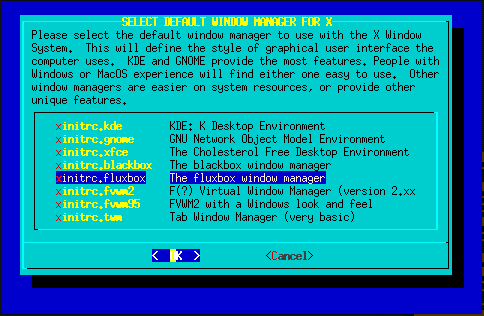 SELECT DEFAULT WINDOW MANAGER FOR X
Please select the default window manager to use with the X Window
System.  This will define the style of graphical user interface the
computer uses.  KDE and GNOME provide the most features. People with
Windows or MacOS experience will find either one easy to use.  Other
window managers are easier on system resources, or provide other
unique features.
xinitrc.kde KDE: K Desktop Environment
xinitrc.gnome GNU Network Object Model Environment
xinitrc.xfce The Cholesterol Free Desktop Environment
xinitrc.blackbox The blackbox window manager
xinitrc.fluxbox The fluxbox window manager
xinitrc.fvwm2 F(?) Virtual Window Manager (version 2.xx
xinitrc.fvwm95 FVWM2 with a Windows look and feel
xinitrc.twm Tab Window Manager (very basic)
< OK > <Cancel>